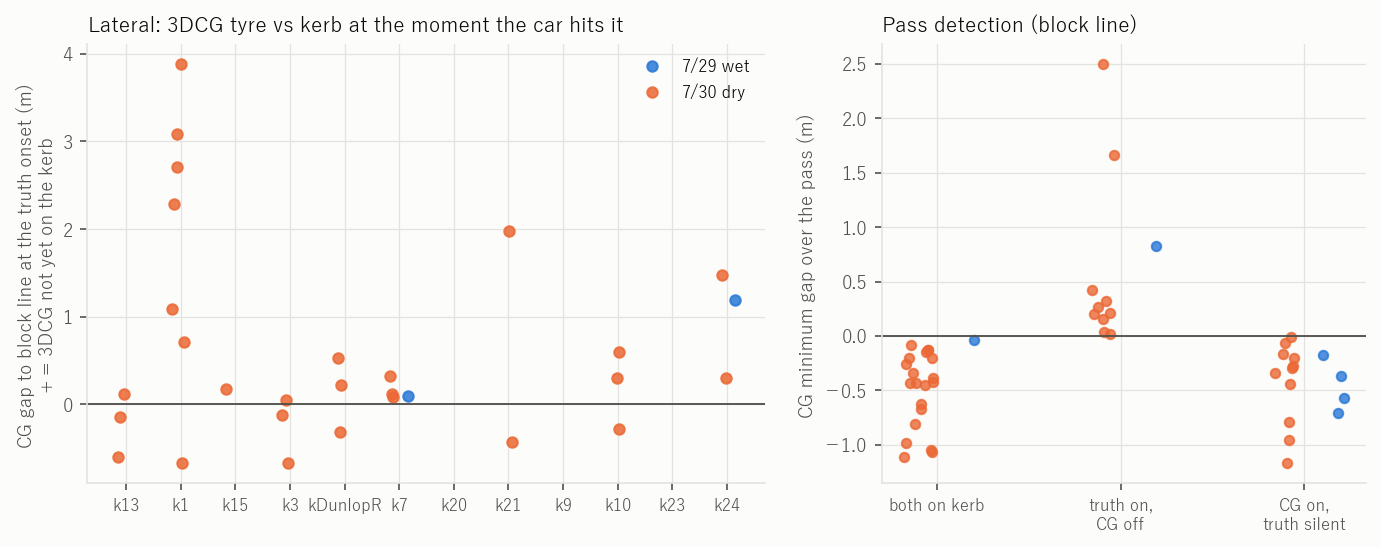 Lateral: 3DCG tyre vs kerb at the moment the car hits it
CG gap to block line at the truth onset (m)
+ = 3DCG not yet on the kerb
4
3
2
1
0
7/29 wet
7/30 dry
k13
k1
k15
k3
kDunlopR
k7
k20
k21
k9
k10
k23
k24
Pass detection (block line)
CG minimum gap over the pass (m)
2.5
2.0
1.5
1.0
0.5
0.0
−0.5
−1.0
both on kerb
truth on,
CG off
CG on,
truth silent